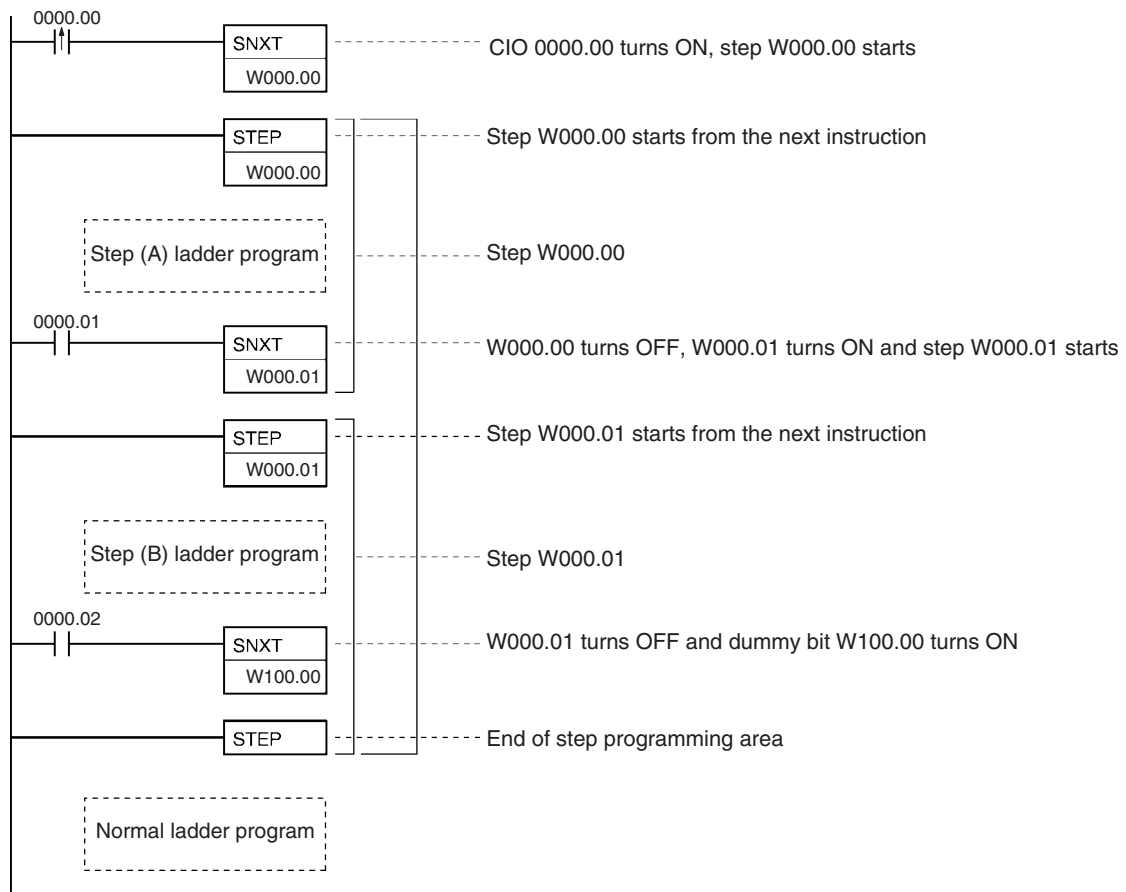 0000.00
SNXT
W000.00
CIO 0000.00 turns ON, step W000.00 starts
STEP
W000.00
Step W000.00 starts from the next instruction
Step (A) ladder program
Step W000.00
0000.01
SNXT
W000.01
W000.00 turns OFF, W000.01 turns ON and step W000.01 starts
STEP
W000.01
Step W000.01 starts from the next instruction
Step (B) ladder program
Step W000.01
0000.02
SNXT
W100.00
W000.01 turns OFF and dummy bit W100.00 turns ON
STEP
End of step programming area
Normal ladder program